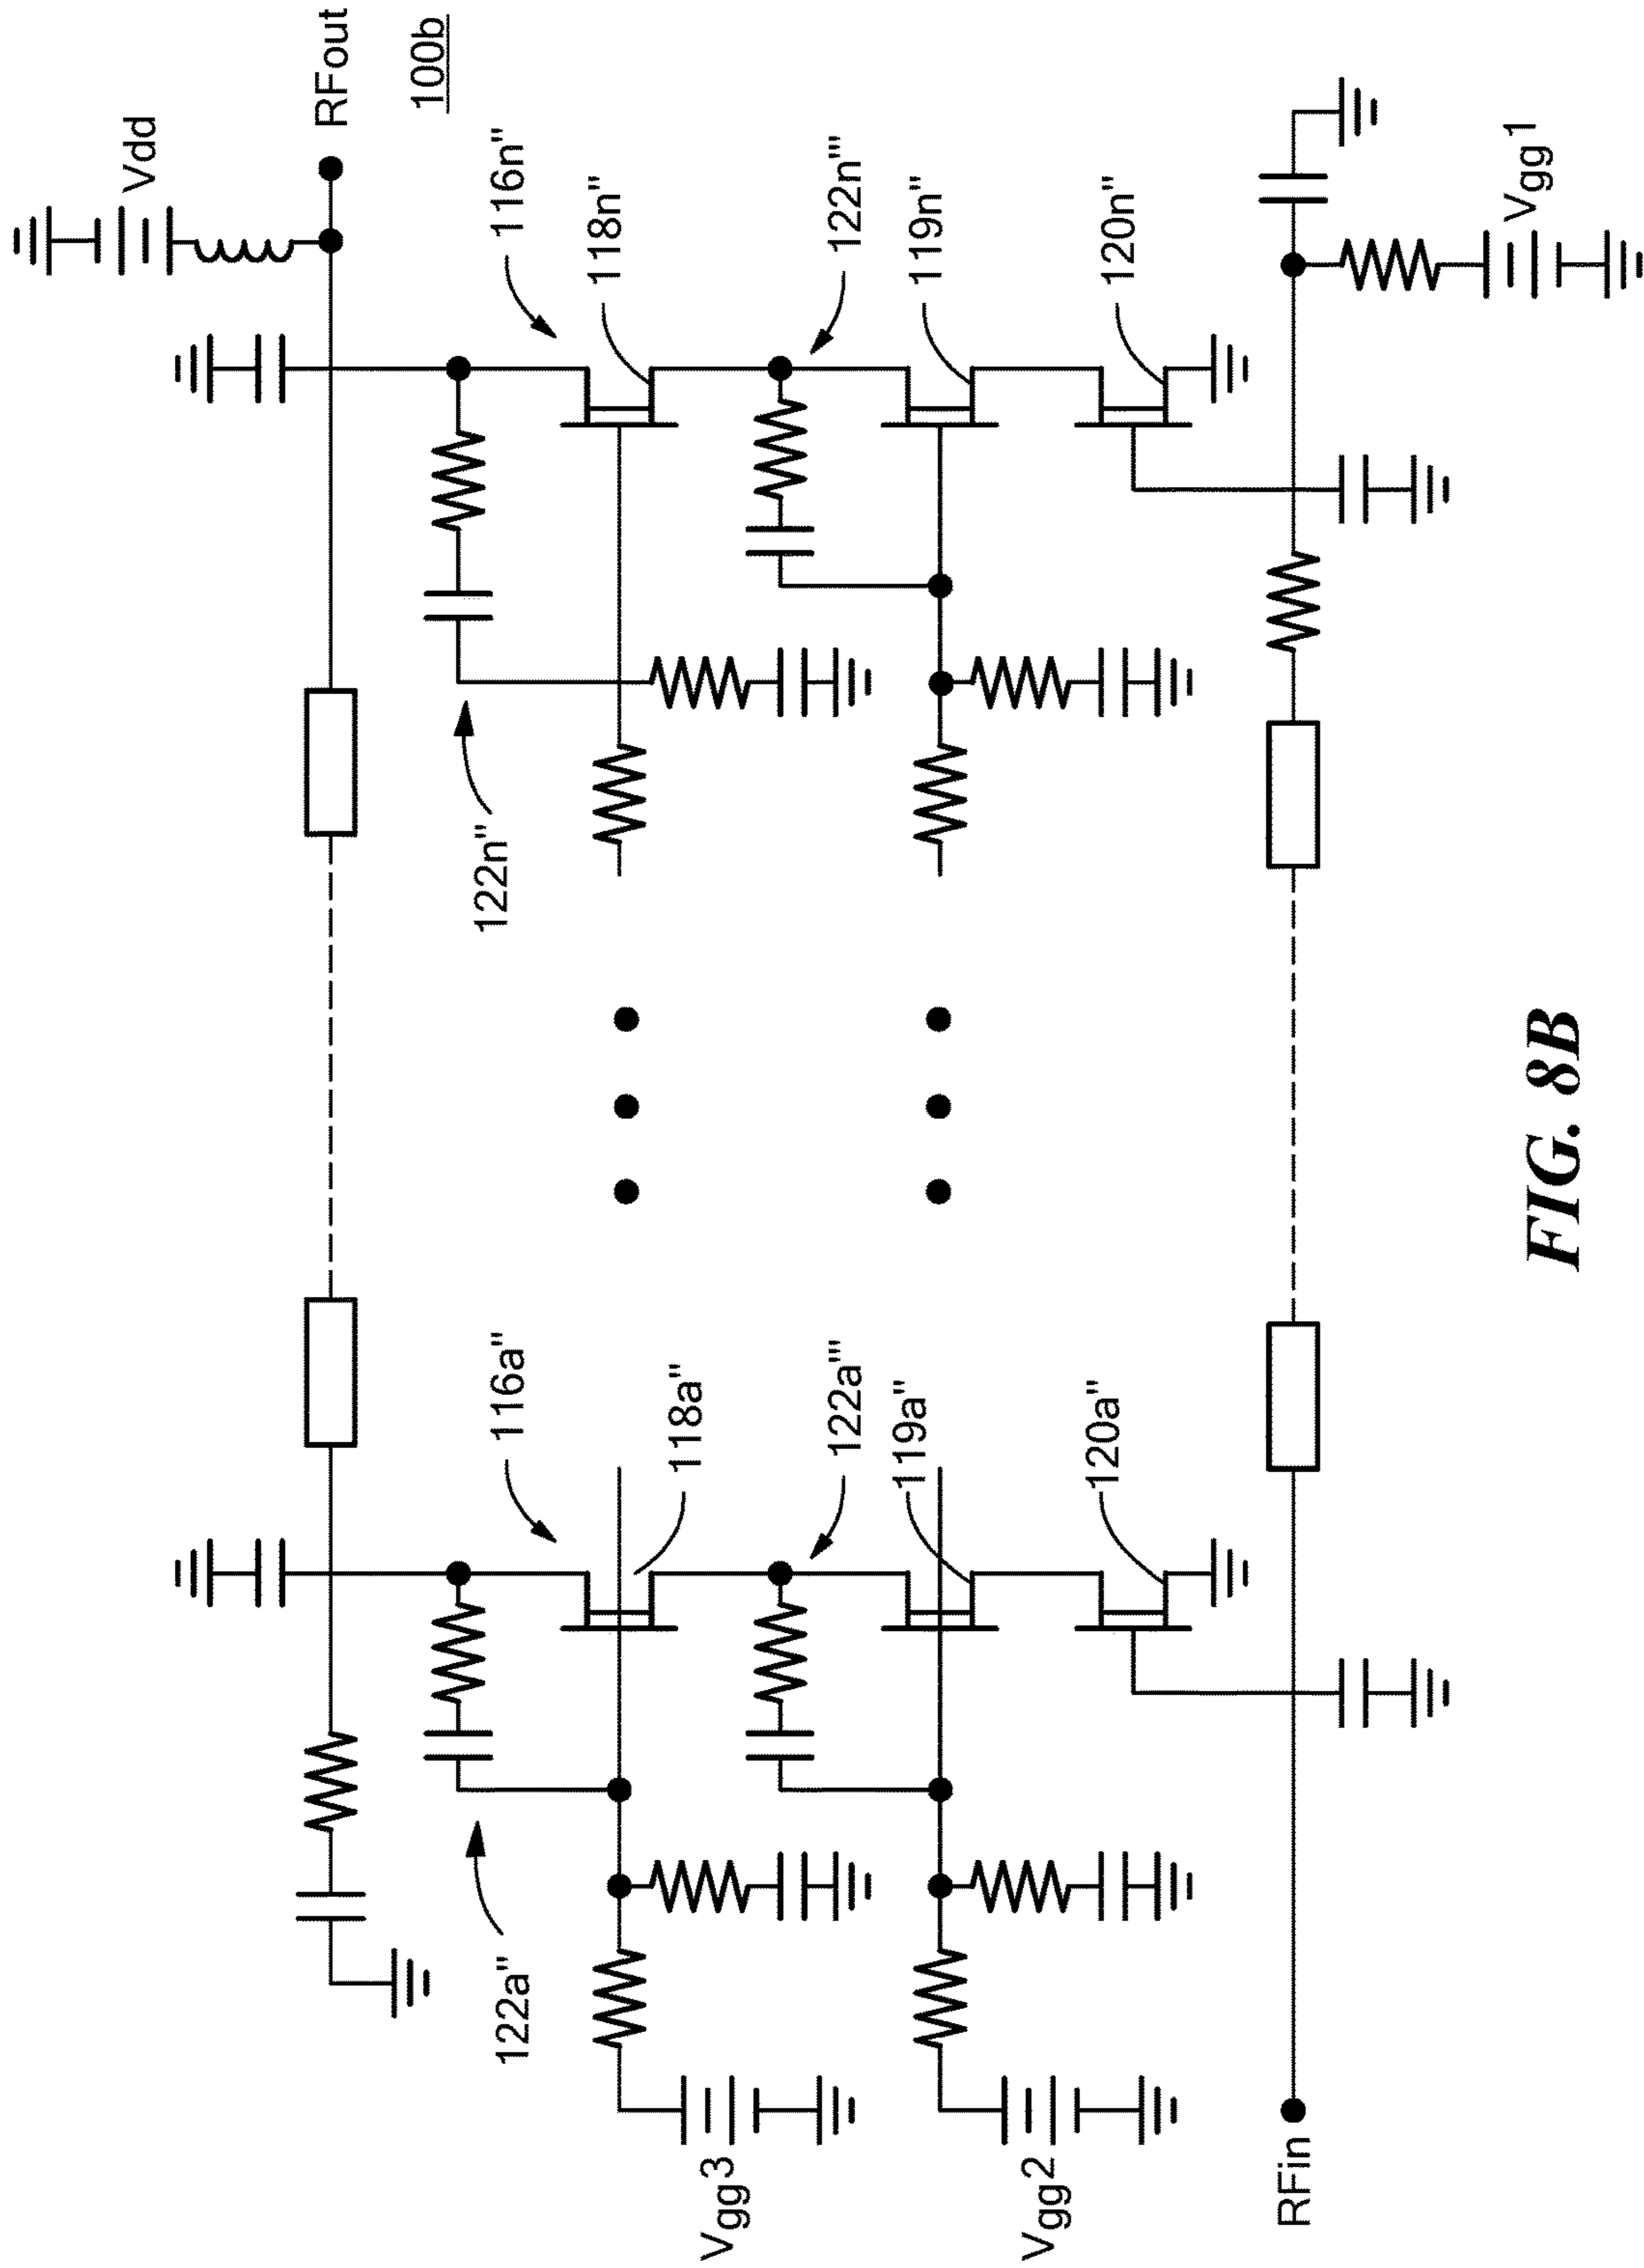 Vdd
RFout
100b
116n"
118n"
122n"
122n"'
119n"
120n"
Vgg1
116a"
118a"
122a"
122a"'
119a"
120a"
Vgg3
Vgg2
RFin
FIG. 8B